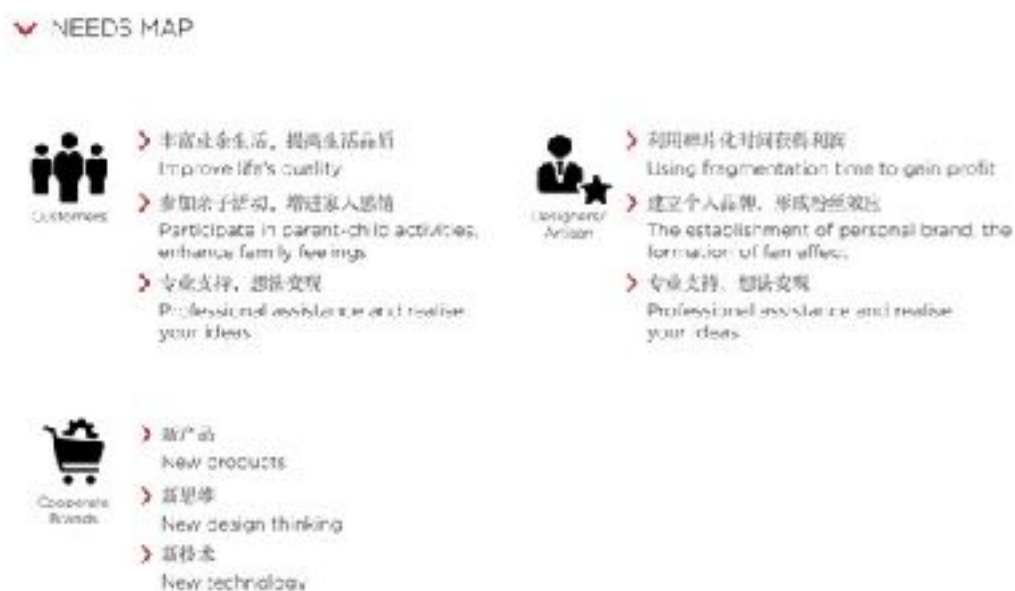 NEEDS MAP
丰富业余生活，提高生活品质
Improve life's quality
参加亲子活动，增进家人感情
Participate in parent-child activities,
enhance family feelings
专业支持，想法变现
Professional assistance and realise
your ideas
Customers
利用碎片化时间获得利润
Using fragmentation time to gain profit
建立个人品牌，形成粉丝效应
The establishment of personal brand, the
formation of fan effect.
专业支持，想法变现
Professional assistance and realise
your ideas
Designers/
Artisan
新产品
New products
新思维
New design thinking
新技术
New technology
Cooperate
Brands